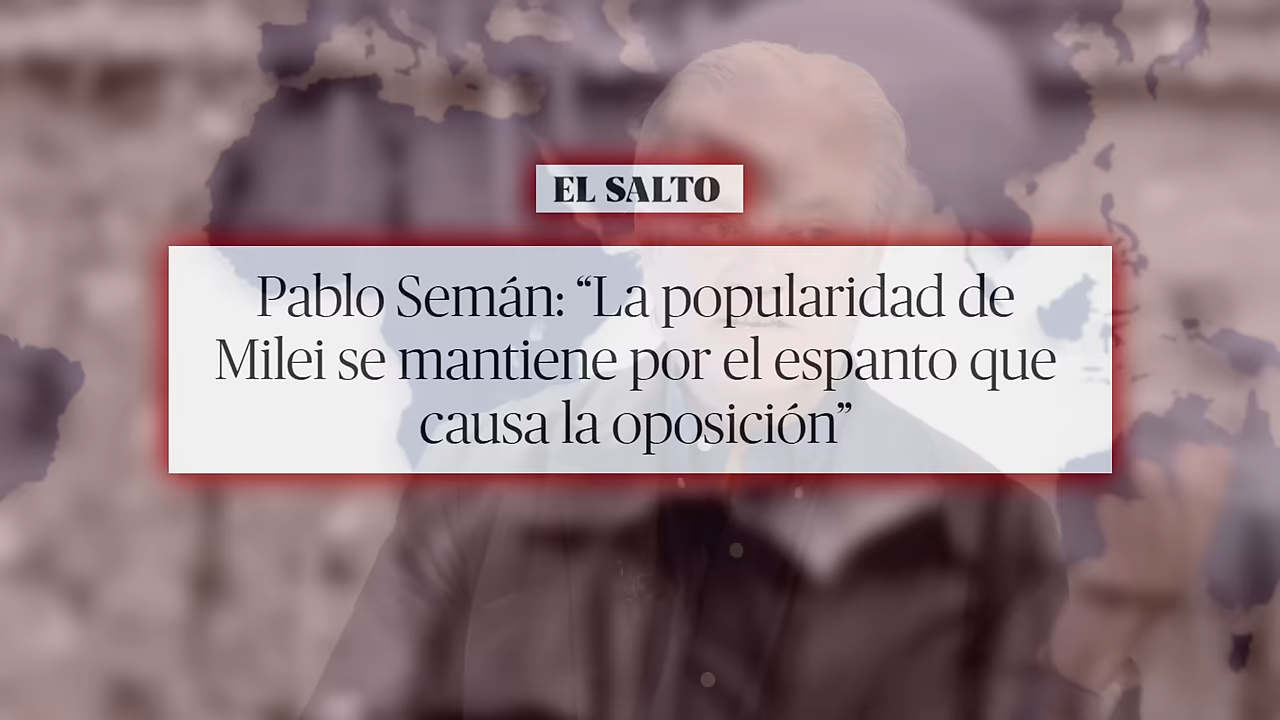 EL SALTO
Pablo Semán: “La popularidad de
Milei se mantiene por el espanto que
causa la oposición”